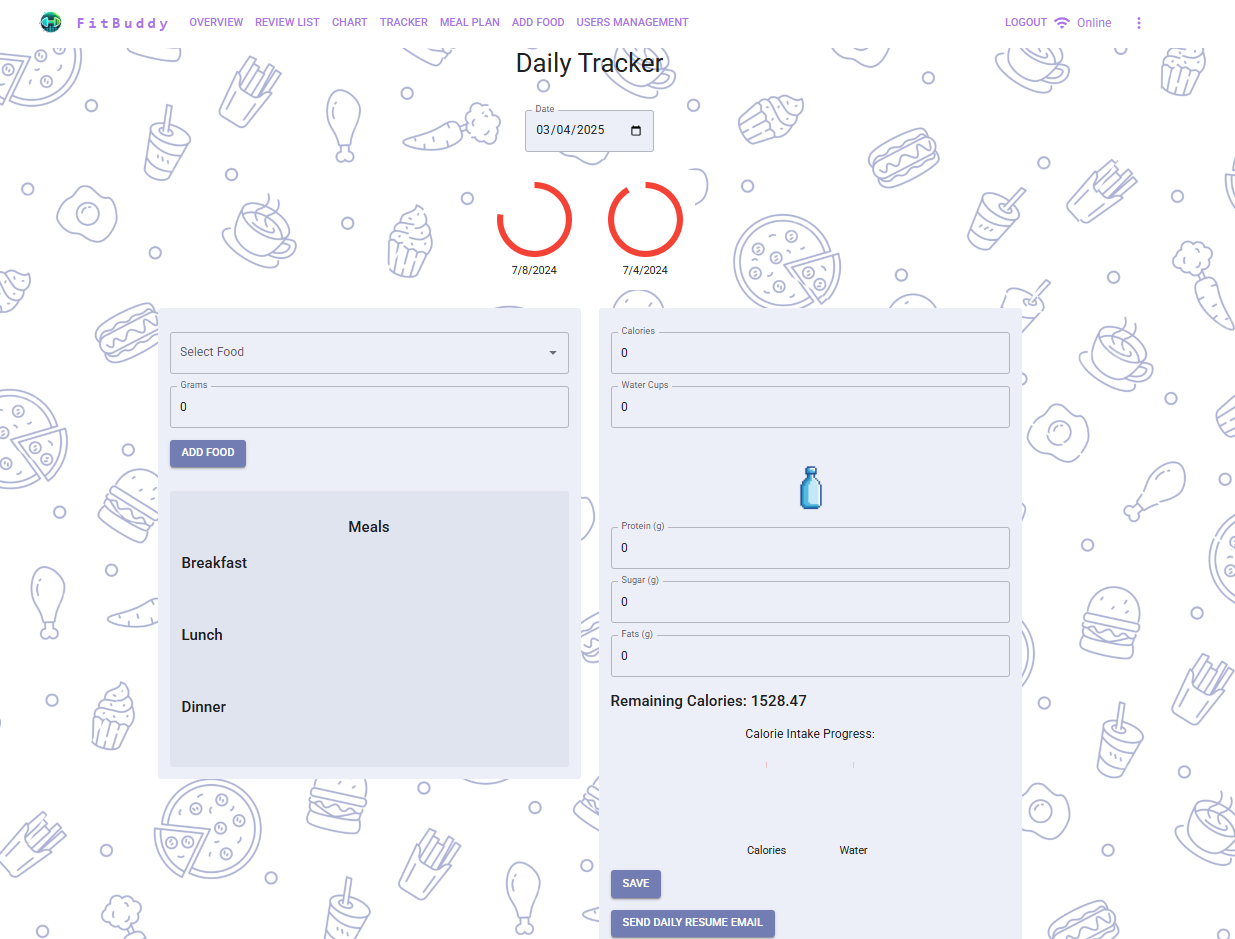 FitBuddy OVERVIEW REVIEW LIST CHART TRACKER MEAL PLAN ADD FOOD USERS MANAGEMENT LOGOUT Online
Daily Tracker
Date
03/04/2025
7/8/2024 7/4/2024
Select Food
Grams
0
ADD FOOD
Meals
Breakfast
Lunch
Dinner
Calories
0
Water Cups
0
Protein (g)
0
Sugar (g)
0
Fats (g)
0
Remaining Calories: 1528.47
Calorie Intake Progress:
Calories Water
SAVE
SEND DAILY RESUME EMAIL